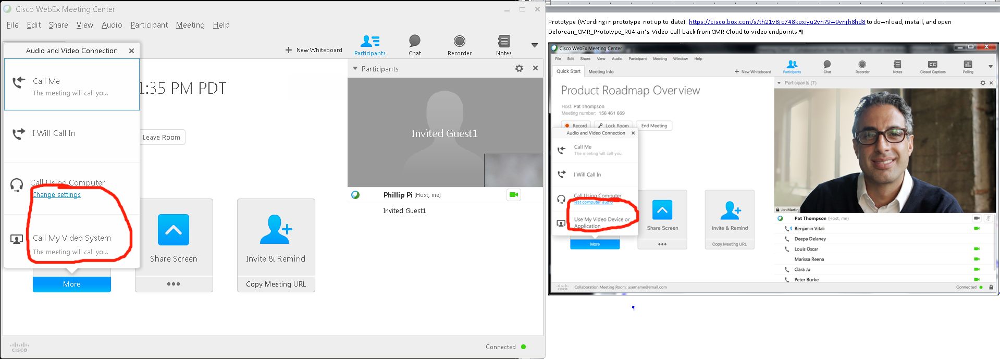 Cisco WebEx Meeting Center
File Edit Share View Audio Participant Meeting Help
Audio and Video Connection
New Whiteboard
Participants
Chat
Recorder
Notes
Call Me
The meeting will call you.
1:35 PM PDT
I Will Call In
Leave Room
Call Using Computer
Change settings
Call My Video System
The meeting will call you.
More
Share Screen
Invite & Remind
Copy Meeting URL
Participants
Invited Guest1
Phillip Pi (Host, me)
Invited Guest1
CISCO
Connected
Prototype (Wording in prototype not up to date): https://cisco.box.com/s/th21v8jc748koxjyu2vn79w9ynjh8hd8 to download, install, and open
Delorean_CMR_Prototype_R04.air's Video call back from CMR Cloud to video endpoints.¶
Cisco WebEx Meeting Center
File Edit Share View Audio Participant Meeting Window Help
Quick Start Meeting Info
New Whiteboard
Participants
Chat
Recorder
Notes
CC
Closed Captions
Polling
Product Roadmap Overview
Host: Pat Thompson
Meeting number: 156 461 669
Record
Lock Room
End Meeting
Audio and Video Connection
Call Me
The meeting will call you.
I Will Call In
Call Using Computer
Test computer audio
Use My Video Device or
Application
More
Share Screen
Invite & Remind
Copy Meeting URL
Participants (7)
Jon Martin
Pat Thompson (Host, me)
Benjamin Vitali
Deepa Delaney
Louis Oscar
Marissa Reena
Clara Ju
Peter Burke
CISCO
Collaboration Meeting Room: username@email.com
Connected
¶